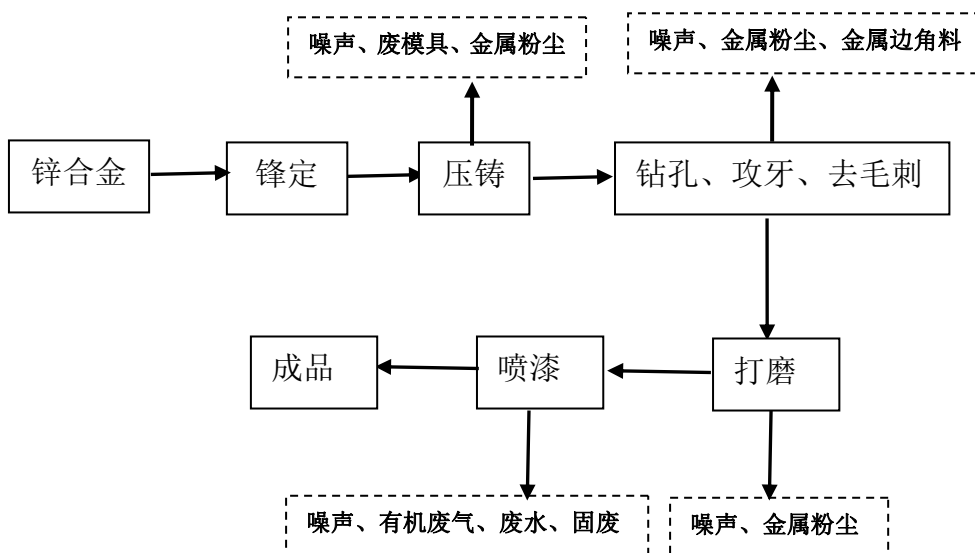 噪声、废模具、金属粉尘
噪声、金属粉尘、金属边角料
锌合金
锋定
压铸
钻孔、攻牙、去毛刺
成品
喷漆
打磨
噪声、有机废气、废水、固废
噪声、金属粉尘